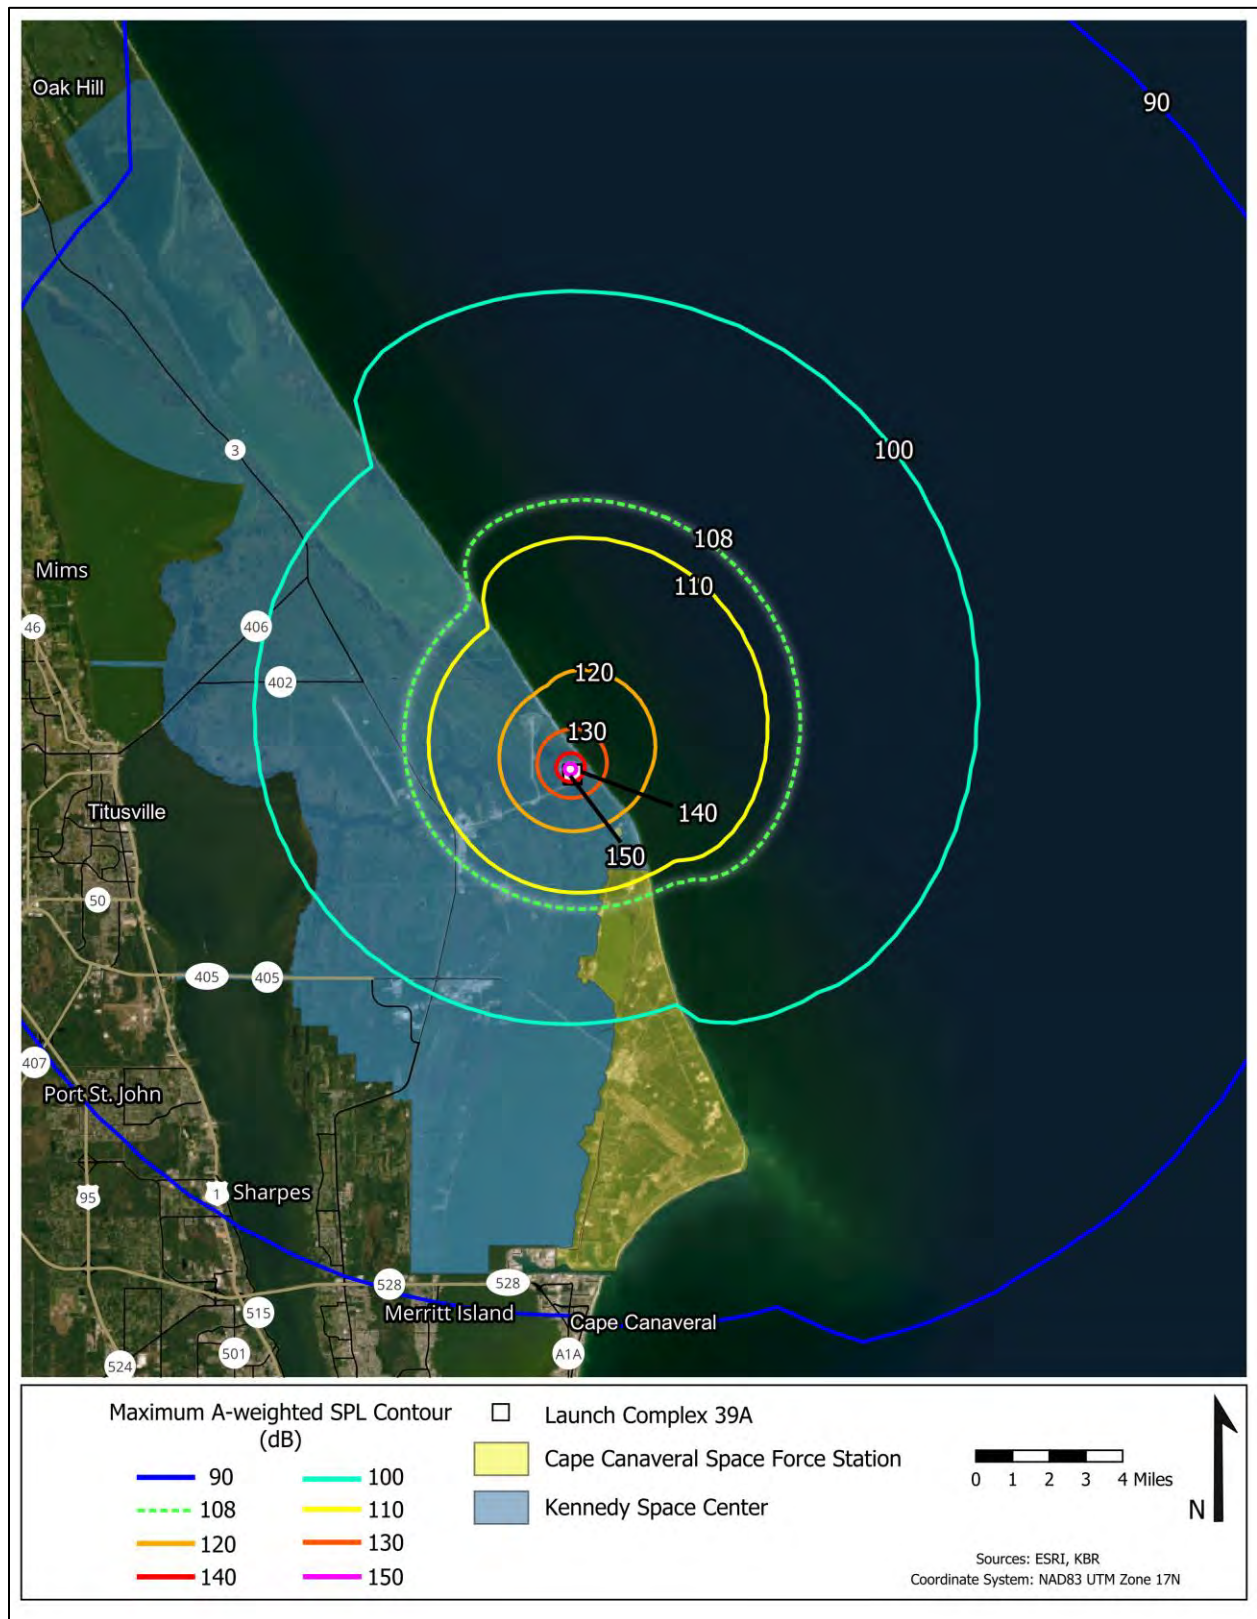 Oak Hill
90
3
100
108
110
Mims
46
406
402
120
130
140
150
Titusville
50
405
405
407
Port St. John
95
1
Sharpes
528
528
515
Merritt Island
Cape Canaveral
501
A1A
524
Maximum A-weighted SPL Contour
(dB)
90
100
108
110
120
130
140
150
Launch Complex 39A
Cape Canaveral Space Force Station
Kennedy Space Center
0 1 2 3 4 Miles
N
Sources: ESRI, KBR
Coordinate System: NAD83 UTM Zone 17N